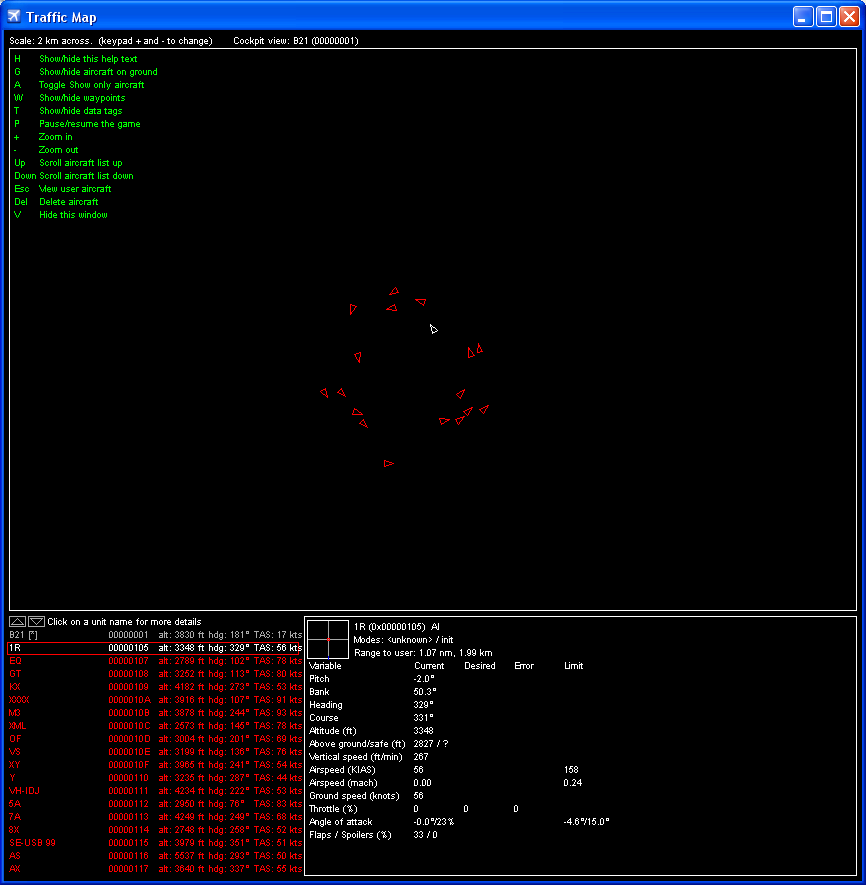 Traffic Map
Scale: 2 km across. (keypad + and - to change) Cockpit view: B21 (00000001)
H Show/hide this help text
G Show/hide aircraft on ground
A Toggle Show only aircraft
W Show/hide waypoints
T Show/hide data tags
P Pause/resume the game
+ Zoom in
- Zoom out
Up Scroll aircraft list up
Down Scroll aircraft list down
Esc View user aircraft
Del Delete aircraft
V Hide this window
Click on a unit name for more details
B21 [*] 00000001 alt: 3830 ft hdg: 181° TAS: 17 kts
1R 00000105 alt: 3348 ft hdg: 329° TAS: 56 kts
EQ 00000107 alt: 2789 ft hdg: 102° TAS: 78 kts
GT 00000108 alt: 3252 ft hdg: 113° TAS: 80 kts
KX 00000109 alt: 4182 ft hdg: 273° TAS: 53 kts
XXXX 0000010A alt: 3916 ft hdg: 107° TAS: 91 kts
M3 0000010B alt: 3878 ft hdg: 244° TAS: 93 kts
XML 0000010C alt: 2573 ft hdg: 145° TAS: 78 kts
OF 0000010D alt: 3004 ft hdg: 201° TAS: 69 kts
VS 0000010E alt: 3199 ft hdg: 136° TAS: 76 kts
XY 0000010F alt: 3965 ft hdg: 241° TAS: 54 kts
Y 00000110 alt: 3235 ft hdg: 287° TAS: 44 kts
VH-IDJ 00000111 alt: 4234 ft hdg: 222° TAS: 53 kts
5A 00000112 alt: 2950 ft hdg: 76° TAS: 83 kts
7A 00000113 alt: 4249 ft hdg: 249° TAS: 68 kts
8X 00000114 alt: 2748 ft hdg: 258° TAS: 52 kts
SE-USB 99 00000115 alt: 3979 ft hdg: 351° TAS: 51 kts
AS 00000116 alt: 5537 ft hdg: 293° TAS: 50 kts
AX 00000117 alt: 3640 ft hdg: 337° TAS: 55 kts
1R (0x00000105) AI
Modes: <unknown> / init
Range to user: 1.07 nm, 1.99 km
Variable Current Desired Error Limit
Pitch -2.0°
Bank 50.3°
Heading 329°
Course 331°
Altitude (ft) 3348
Above ground/safe (ft) 2827 / ?
Vertical speed (ft/min) 267
Airspeed (KIAS) 56 158
Airspeed (mach) 0.00 0.24
Ground speed (knots) 56
Throttle (%) 0 0 0
Angle of attack -0.0°/23% -4.6°/15.0°
Flaps / Spoilers (%) 33 / 0